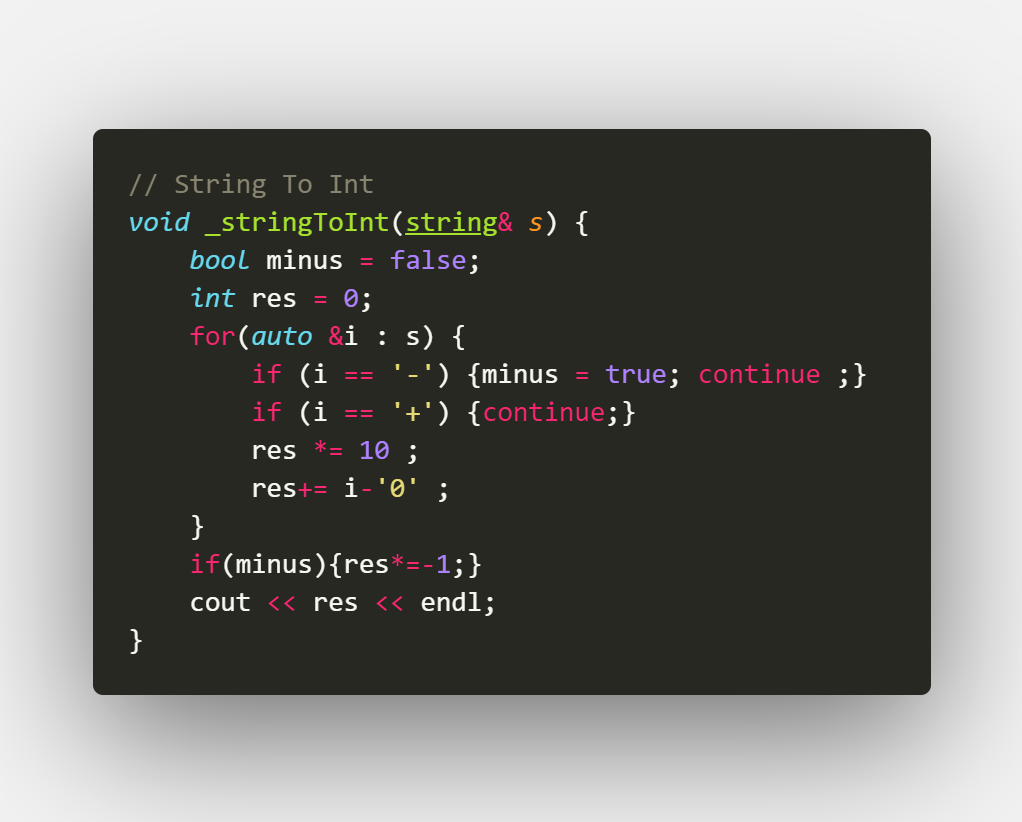 // String To Int
void _stringToInt(string& s) {
    bool minus = false;
    int res = 0;
    for(auto &i : s) {
        if (i == '-') {minus = true; continue ;}
        if (i == '+') {continue;}
        res *= 10 ;
        res+= i-'0' ;
    }
    if(minus){res*=-1;}
    cout << res << endl;
}